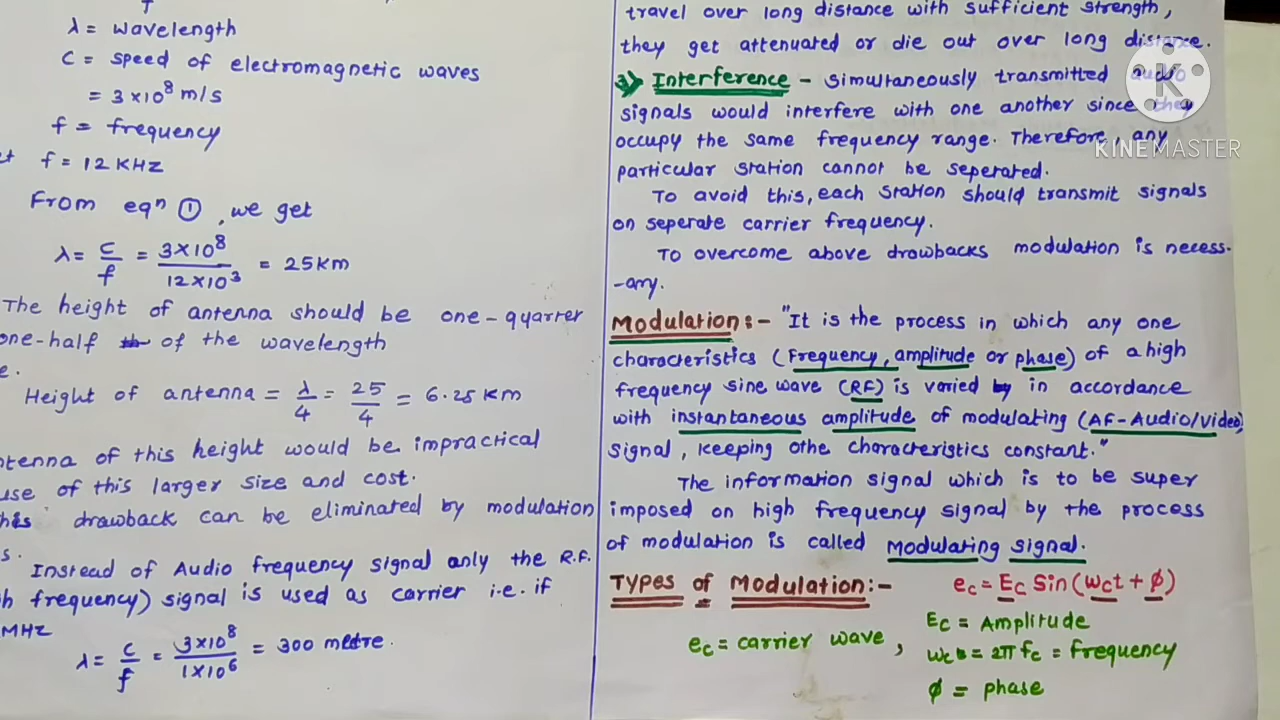 λ = wavelength
C = speed of electromagnetic waves
= 3×10⁸ m/s
f = frequency
f = 12 KHz
From eqⁿ ①, we get
λ = c/f = 3×10⁸/12×10³ = 25 Km
The height of antenna should be one-quarter
one-half of the wavelength
Height of antenna = λ/4 = 25/4 = 6.25 Km
of this height would be impractical
of this larger size and cost.
drawback can be eliminated by modulation
Instead of Audio frequency signal only the R.F.
frequency) signal is used as carrier i.e. if
MHz
λ = c/f = 3×10⁸/1×10⁶ = 300 metre.
travel over long distance with sufficient strength,
they get attenuated or die out over long distance.
3) Interference - Simultaneously transmitted audio
signals would interfere with one another since they
occupy the same frequency range. Therefore, any
particular station cannot be seperated.
To avoid this, each station should transmit signals
on seperate carrier frequency.
To overcome above drawbacks modulation is necess-
-ary.
Modulation:- "It is the process in which any one
characteristics (Frequency, amplitude or phase) of a high
frequency sine wave (RF) is varied by in accordance
with instantaneous amplitude of modulating (AF-Audio/video)
signal, keeping othe characteristics constant."
The information signal which is to be super
imposed on high frequency signal by the process
of modulation is called Modulating signal.
Types of Modulation:- e_c = E_c Sin(ω_c t + φ)
e_c = carrier wave, E_c = Amplitude
ω_c = 2π f_c = frequency
φ = phase
K
KINEMASTER